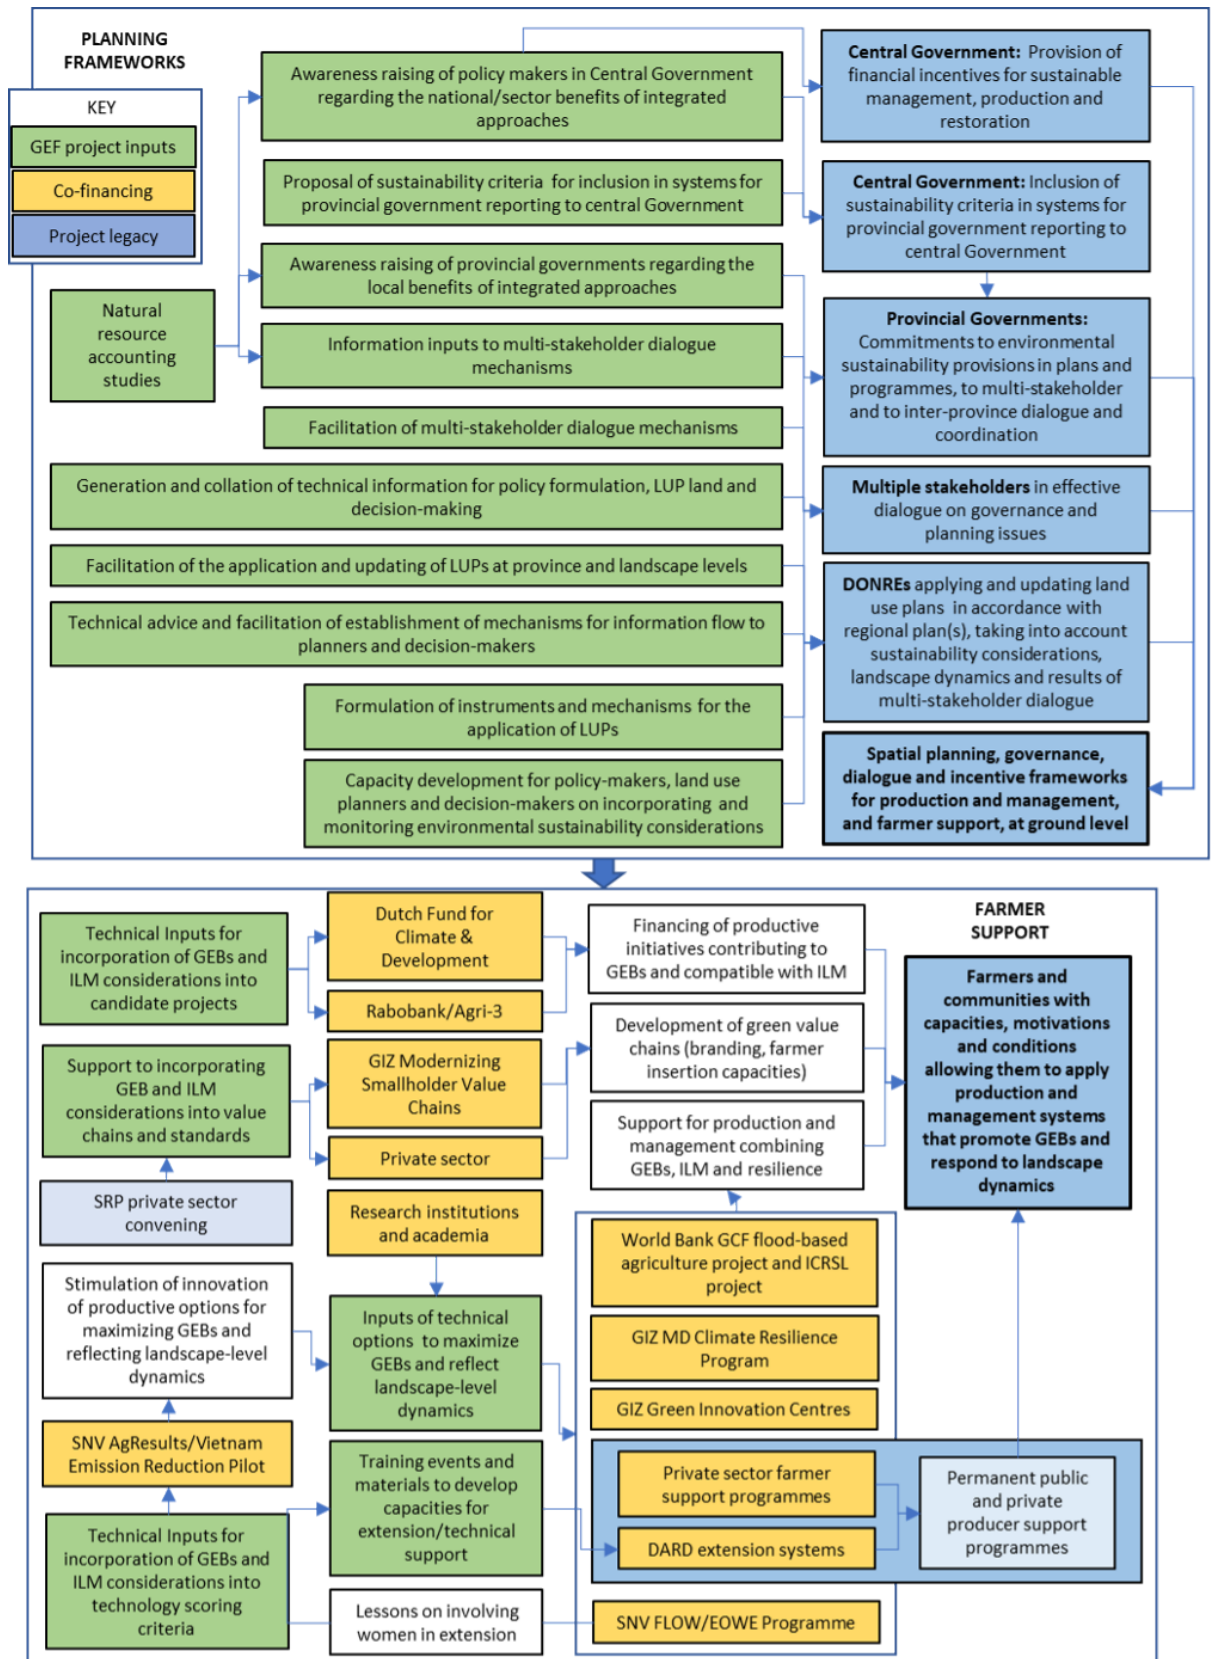 PLANNING
FRAMEWORKS
KEY
GEF project inputs
Co-financing
Project legacy
Natural
resource
accounting
studies
Awareness raising of policy makers in Central Government
regarding the national/sector benefits of integrated
approaches
Proposal of sustainability criteria for inclusion in systems for
provincial government reporting to central Government
Awareness raising of provincial governments regarding the
local benefits of integrated approaches
Information inputs to multi-stakeholder dialogue
mechanisms
Facilitation of multi-stakeholder dialogue mechanisms
Generation and collation of technical information for policy formulation, LUP land and
decision-making
Facilitation of the application and updating of LUPs at province and landscape levels
Technical advice and facilitation of establishment of mechanisms for information flow to
planners and decision-makers
Formulation of instruments and mechanisms for the
application of LUPs
Capacity development for policy-makers, land use
planners and decision-makers on incorporating and
monitoring environmental sustainability considerations
Central Government: Provision of
financial incentives for sustainable
management, production and
restoration
Central Government: Inclusion of
sustainability criteria in systems for
provincial government reporting to
central Government
Provincial Governments:
Commitments to environmental
sustainability provisions in plans and
programmes, to multi-stakeholder
and to inter-province dialogue and
coordination
Multiple stakeholders in effective
dialogue on governance and
planning issues
DONREs applying and updating land
use plans in accordance with
regional plan(s), taking into account
sustainability considerations,
landscape dynamics and results of
multi-stakeholder dialogue
Spatial planning, governance,
dialogue and incentive frameworks
for production and management,
and farmer support, at ground level
FARMER
SUPPORT
Technical Inputs for
incorporation of GEBs and
ILM considerations into
candidate projects
Support to incorporating
GEB and ILM
considerations into value
chains and standards
SRP private sector
convening
Stimulation of innovation
of productive options for
maximizing GEBs and
reflecting landscape-level
dynamics
SNV AgResults/Vietnam
Emission Reduction Pilot
Technical Inputs for
incorporation of GEBs and
ILM considerations into
technology scoring
criteria
Dutch Fund for
Climate &
Development
Rabobank/Agri-3
GIZ Modernizing
Smallholder Value
Chains
Private sector
Research institutions
and academia
Inputs of technical
options to maximize
GEBs and reflect
landscape-level
dynamics
Training events and
materials to develop
capacities for
extension/technical
support
Lessons on involving
women in extension
Financing of productive
initiatives contributing to
GEBs and compatible with ILM
Development of green value
chains (branding, farmer
insertion capacities)
Support for production and
management combining
GEBs, ILM and resilience
World Bank GCF flood-based
agriculture project and ICRSL
project
GIZ MD Climate Resilience
Program
GIZ Green Innovation Centres
Private sector farmer
support programmes
DARD extension systems
SNV FLOW/EOWE Programme
Farmers and
communities with
capacities, motivations
and conditions
allowing them to apply
production and
management systems
that promote GEBs and
respond to landscape
dynamics
Permanent public
and private
producer support
programmes